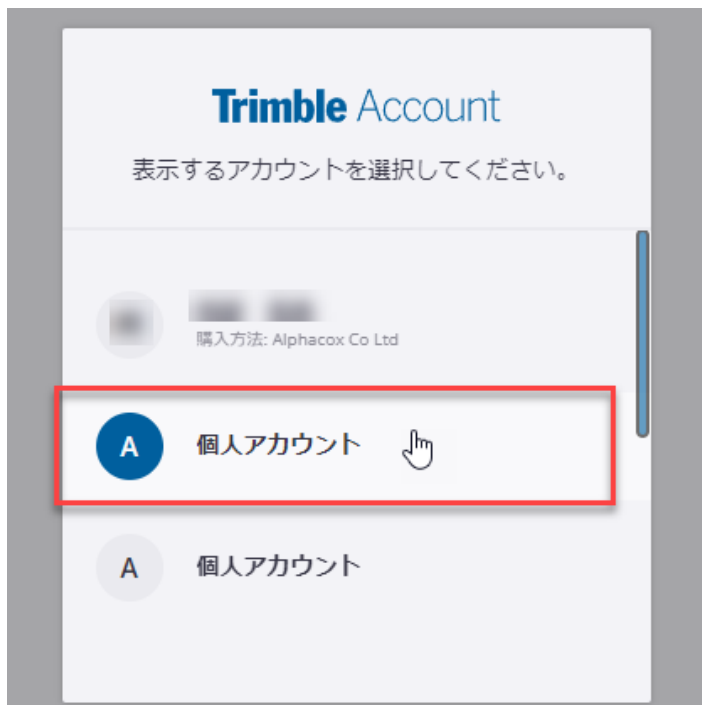 Trimble Account
表示するアカウントを選択してください。
購入方法: Alphacox Co Ltd
A
個人アカウント
A
個人アカウント